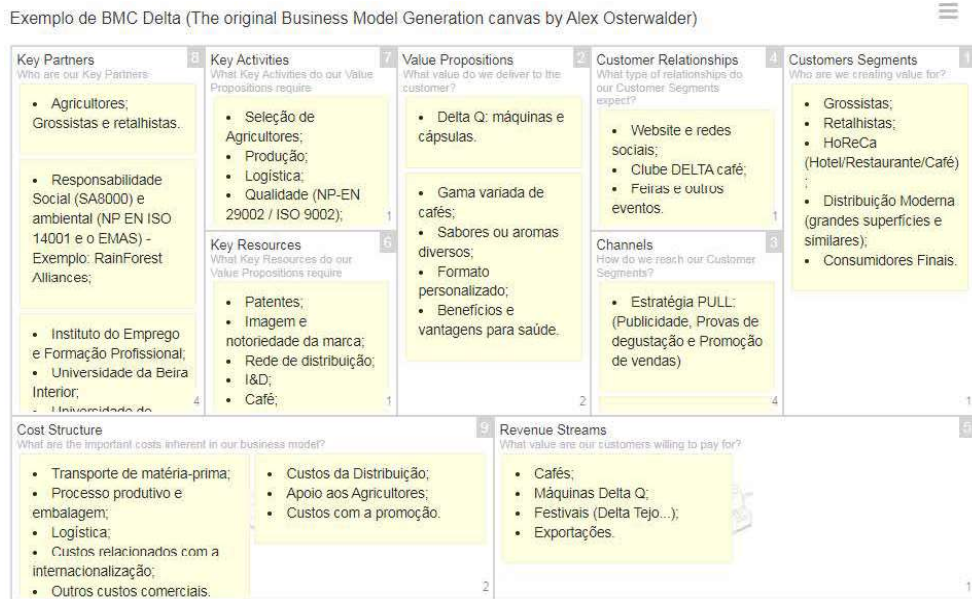 Exemplo de BMC Delta (The original Business Model Generation canvas by Alex Osterwalder)
Key Partners
8
Who are our Key Partners
• Agricultores;
Grossistas e retalhistas.
• Responsabilidade
Social (SA8000) e
ambiental (NP EN ISO
14001 e o EMAS) -
Exemplo: RainForest
Alliances;
• Instituto do Emprego
e Formação Profissional;
• Universidade da Beira
Interior;
• Universidade do
4
Key Activities
7
What Key Activities do our Value
Propositions require
• Seleção de
Agricultores;
• Produção;
• Logística;
• Qualidade (NP-EN
29002 / ISO 9002);
1
Key Resources
6
What Key Resources do our
Value Propositions require
• Patentes;
• Imagem e
notoriedade da marca;
• Rede de distribuição;
• I&D;
• Café;
1
Value Propositions
2
What value do we deliver to the
customer?
• Delta Q: máquinas e
cápsulas.
• Gama variada de
cafés;
• Sabores ou aromas
diversos;
• Formato
personalizado;
• Benefícios e
vantagens para saúde.
2
Customer Relationships
4
What type of relationships do
our Customer Segments
expect?
• Website e redes
sociais;
• Clube DELTA café;
• Feiras e outros
eventos.
1
Channels
3
How do we reach our Customer
Segments?
• Estratégia PULL:
(Publicidade, Provas de
degustação e Promoção
de vendas)
4
Customers Segments
1
Who are we creating value for?
• Grossistas;
• Retalhistas;
• HoReCa
(Hotel/Restaurante/Café)
;
• Distribuição Moderna
(grandes superfícies e
similares);
• Consumidores Finais.
1
Cost Structure
9
What are the important costs inherent in our business model?
• Transporte de matéria-prima;
• Processo produtivo e
embalagem;
• Logística;
• Custos relacionados com a
internacionalização;
• Outros custos comerciais.
• Custos da Distribuição;
• Apoio aos Agricultores;
• Custos com a promoção.
2
Revenue Streams
5
What value are our customers willing to pay for?
• Cafés;
• Máquinas Delta Q;
• Festivais (Delta Tejo...);
• Exportações.
1